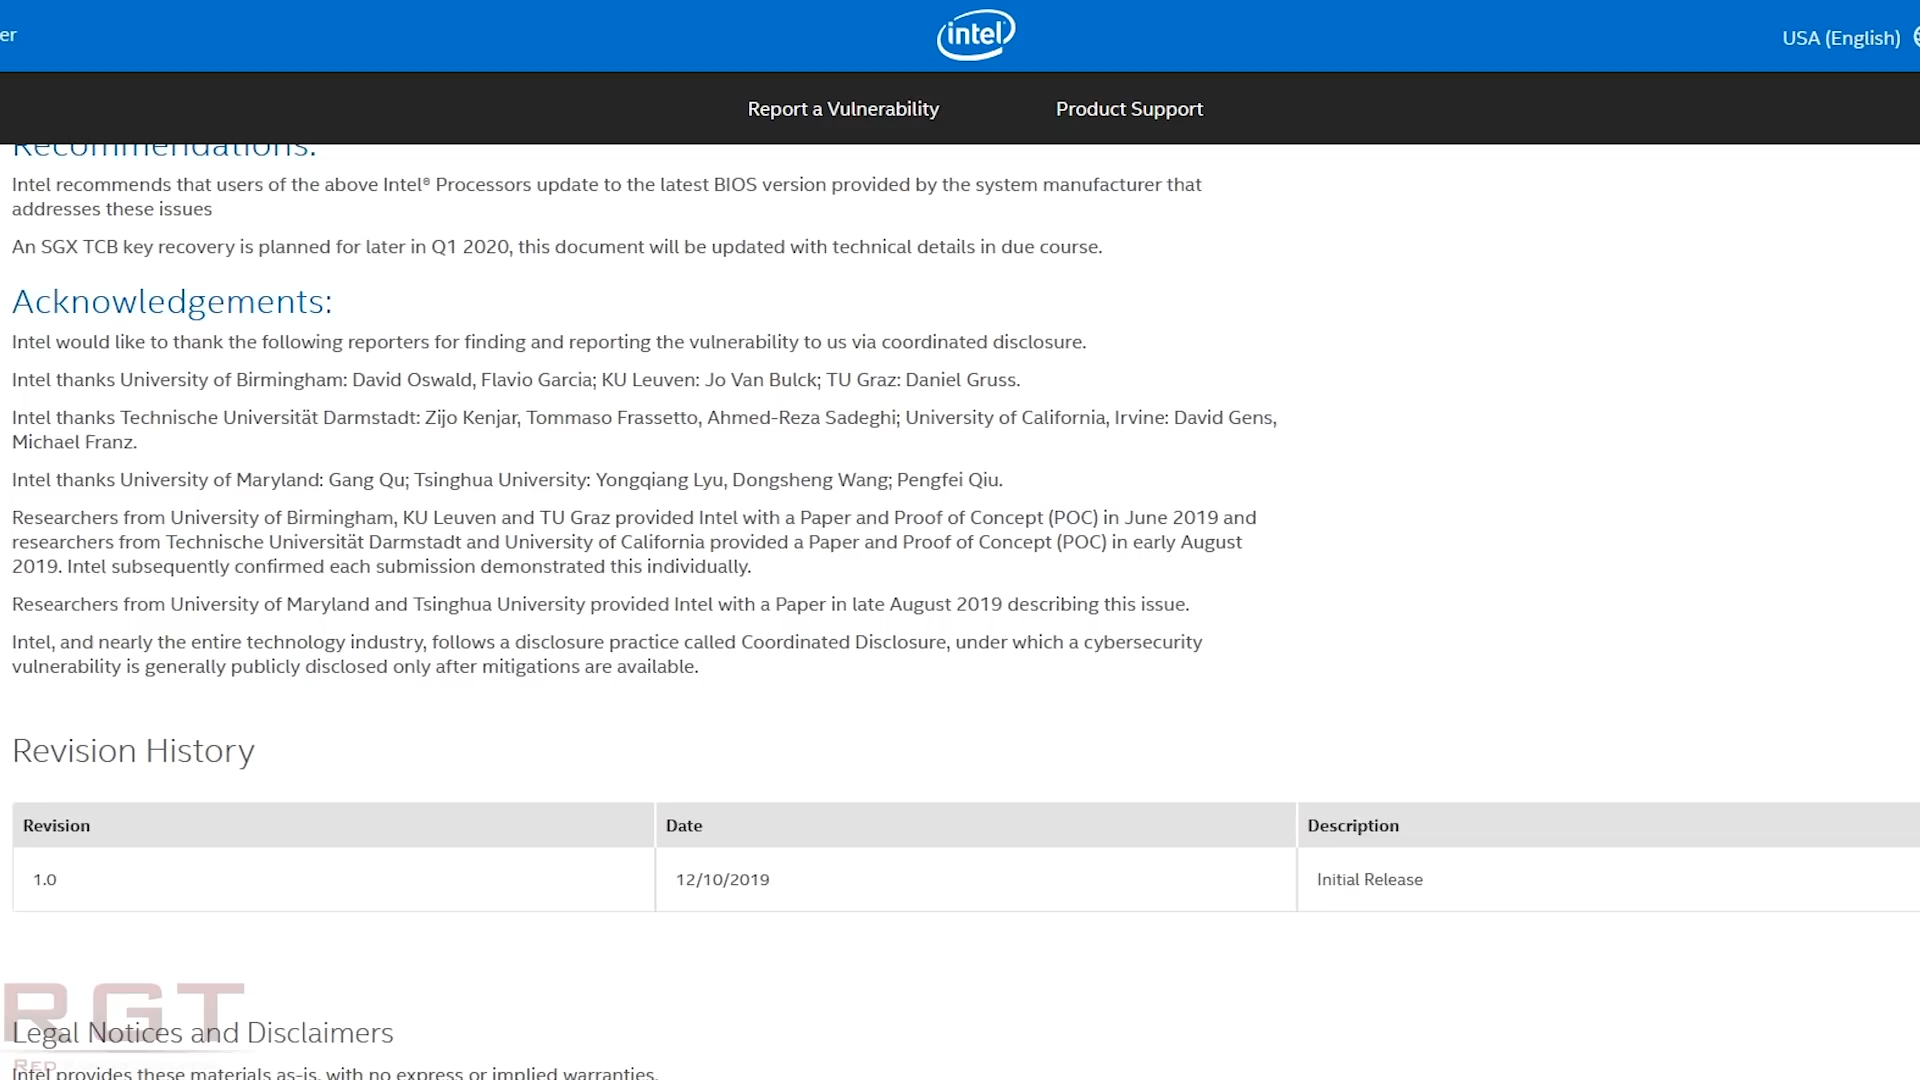 er
intel
USA (English)
Report a Vulnerability
Product Support
Recommendations:
Intel recommends that users of the above Intel® Processors update to the latest BIOS version provided by the system manufacturer that
addresses these issues
An SGX TCB key recovery is planned for later in Q1 2020, this document will be updated with technical details in due course.
Acknowledgements:
Intel would like to thank the following reporters for finding and reporting the vulnerability to us via coordinated disclosure.
Intel thanks University of Birmingham: David Oswald, Flavio Garcia; KU Leuven: Jo Van Bulck; TU Graz: Daniel Gruss.
Intel thanks Technische Universität Darmstadt: Zijo Kenjar, Tommaso Frassetto, Ahmed-Reza Sadeghi; University of California, Irvine: David Gens,
Michael Franz.
Intel thanks University of Maryland: Gang Qu; Tsinghua University: Yongqiang Lyu, Dongsheng Wang; Pengfei Qiu.
Researchers from University of Birmingham, KU Leuven and TU Graz provided Intel with a Paper and Proof of Concept (POC) in June 2019 and
researchers from Technische Universität Darmstadt and University of California provided a Paper and Proof of Concept (POC) in early August
2019. Intel subsequently confirmed each submission demonstrated this individually.
Researchers from University of Maryland and Tsinghua University provided Intel with a Paper in late August 2019 describing this issue.
Intel, and nearly the entire technology industry, follows a disclosure practice called Coordinated Disclosure, under which a cybersecurity
vulnerability is generally publicly disclosed only after mitigations are available.
Revision History
Revision Date Description
1.0 12/10/2019 Initial Release
RGT
Legal Notices and Disclaimers
Red
Intel provides these materials as-is, with no express or implied warranties.